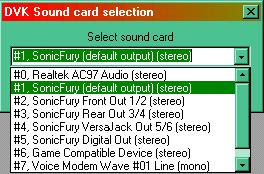 DVK Sound card selection
Select sound card
#1, SonicFury (default output) (stereo)
#0, Realtek AC97 Audio (stereo)
#1, SonicFury (default output) (stereo)
#2, SonicFury Front Out 1/2 (stereo)
#3, SonicFury Rear Out 3/4 (stereo)
#4, SonicFury VersaJack Out 5/6 (stereo)
#5, SonicFury Digital Out (stereo)
#6, Game Compatible Device (stereo)
#7, Voice Modem Wave #01 Line (mono)